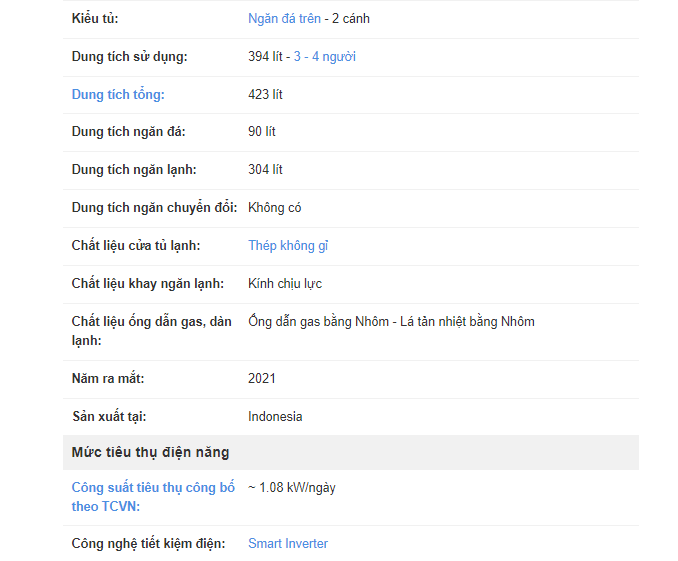 Kiểu tủ: Ngăn đá trên - 2 cánh
Dung tích sử dụng: 394 lít - 3 - 4 người
Dung tích tổng: 423 lít
Dung tích ngăn đá: 90 lít
Dung tích ngăn lạnh: 304 lít
Dung tích ngăn chuyển đổi: Không có
Chất liệu cửa tủ lạnh: Thép không gỉ
Chất liệu khay ngăn lạnh: Kính chịu lực
Chất liệu ống dẫn gas, dàn Ống dẫn gas bằng Nhôm - Lá tản nhiệt bằng Nhôm
lạnh:
Năm ra mắt: 2021
Sản xuất tại: Indonesia
Mức tiêu thụ điện năng
Công suất tiêu thụ công bố ~ 1.08 kW/ngày
theo TCVN:
Công nghệ tiết kiệm điện: Smart Inverter